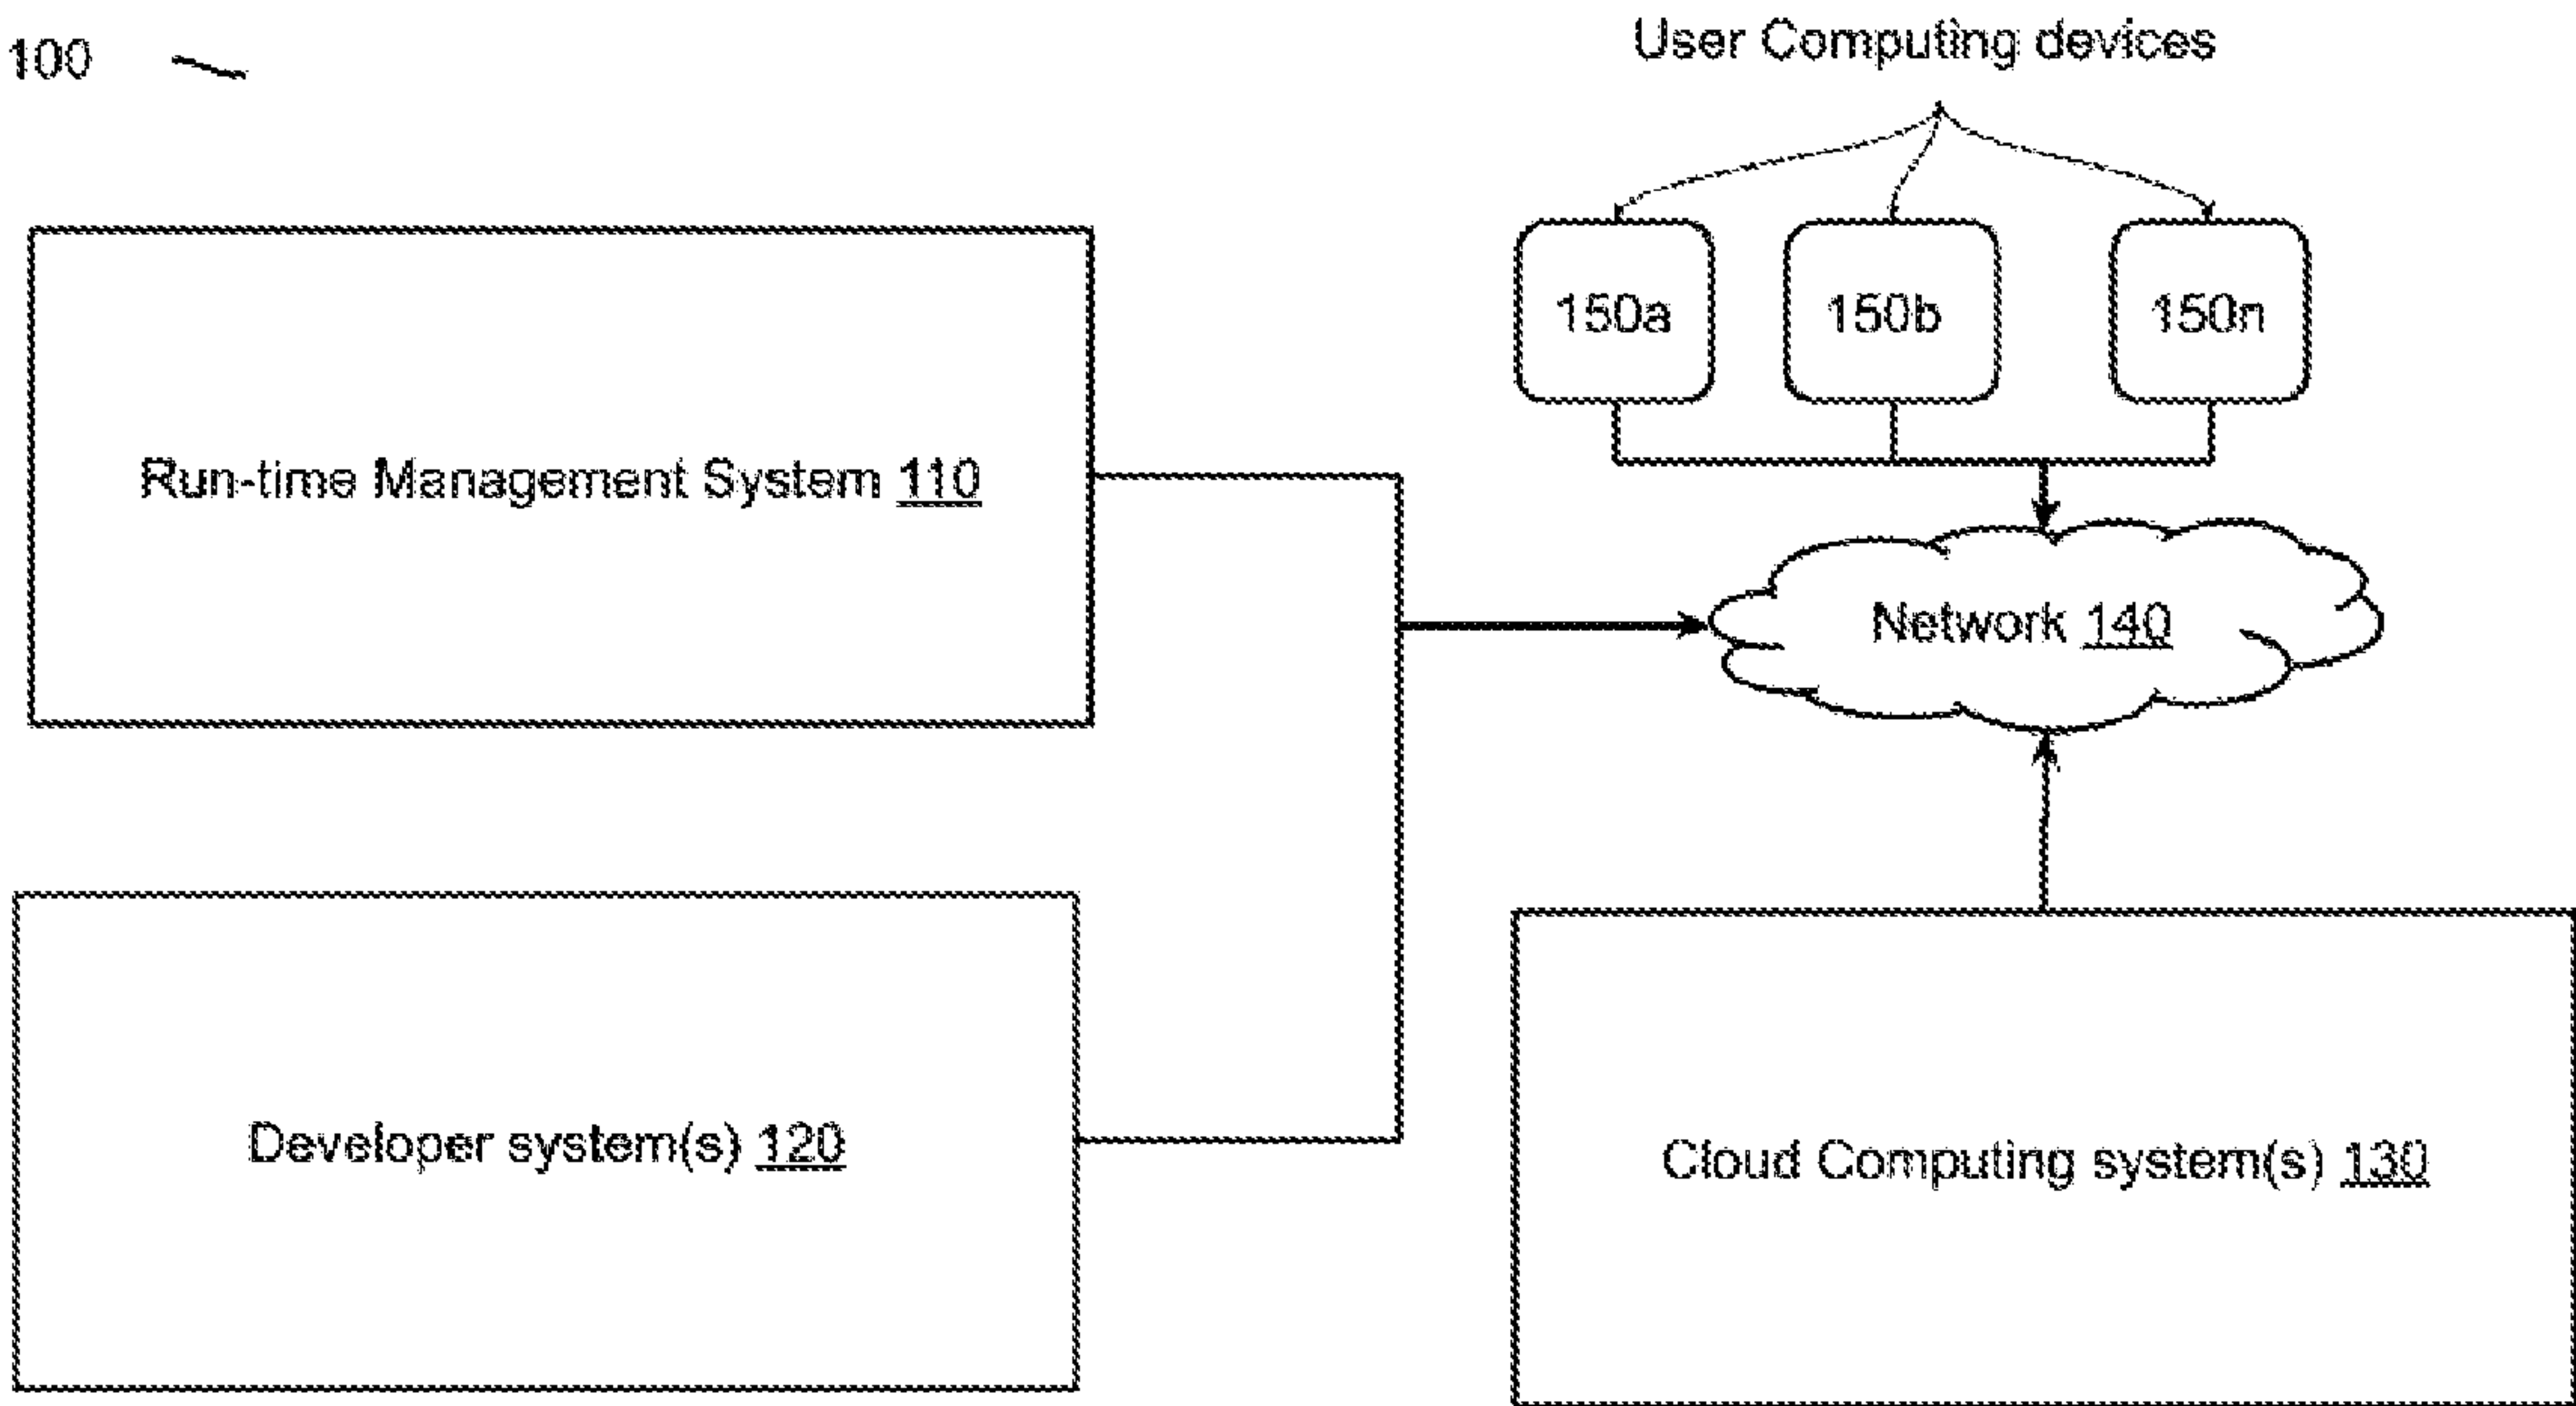 100
User Computing devices
150a
150b
150n
Run-time Management System 110
Network 140
Developer system(s) 120
Cloud Computing system(s) 130